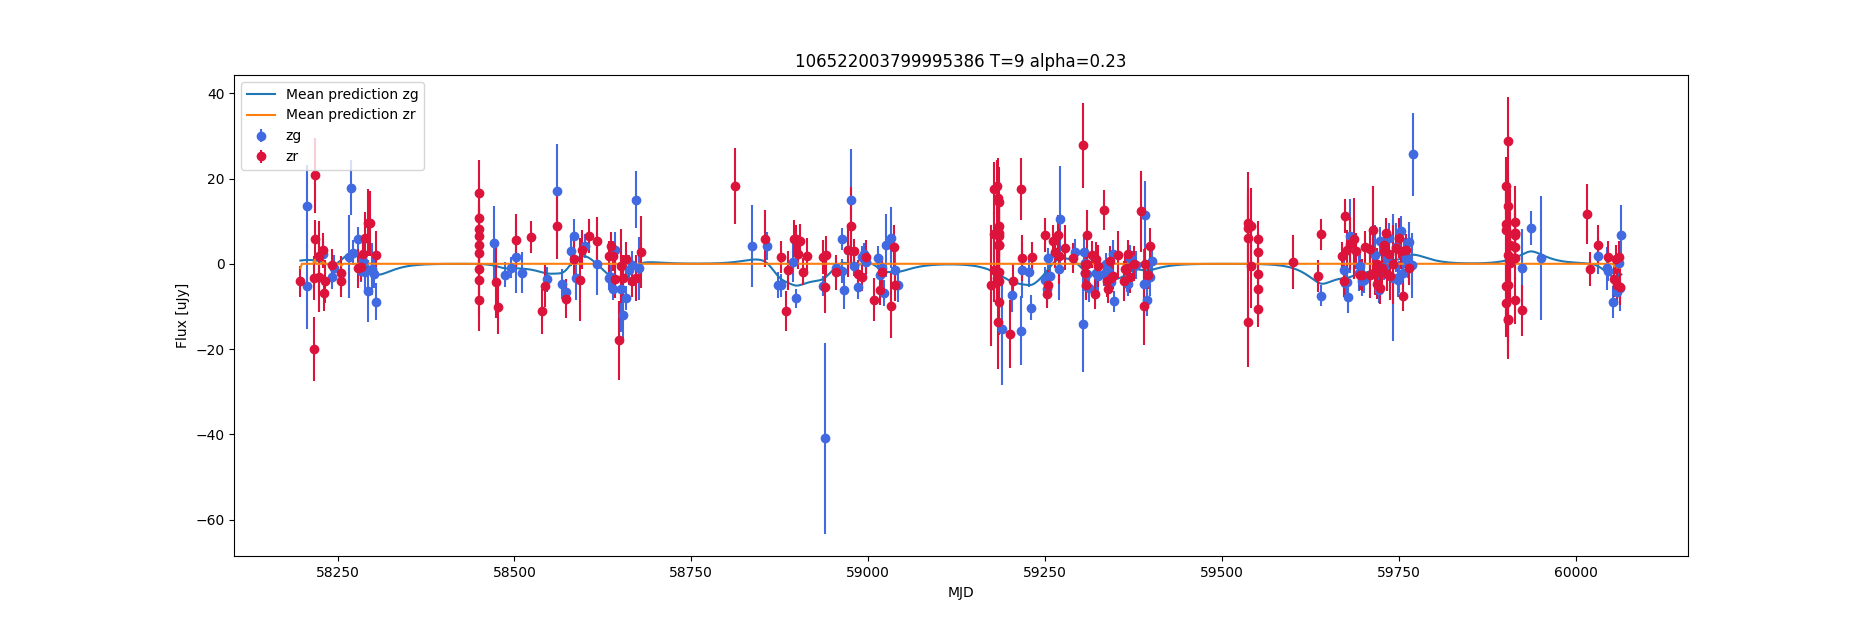 106522003799995386 T=9 alpha=0.23
Mean prediction zg
Mean prediction zr
zg
zr
40
20
0
−20
−40
−60
Flux [uJy]
58250
58500
58750
59000
59250
59500
59750
60000
MJD